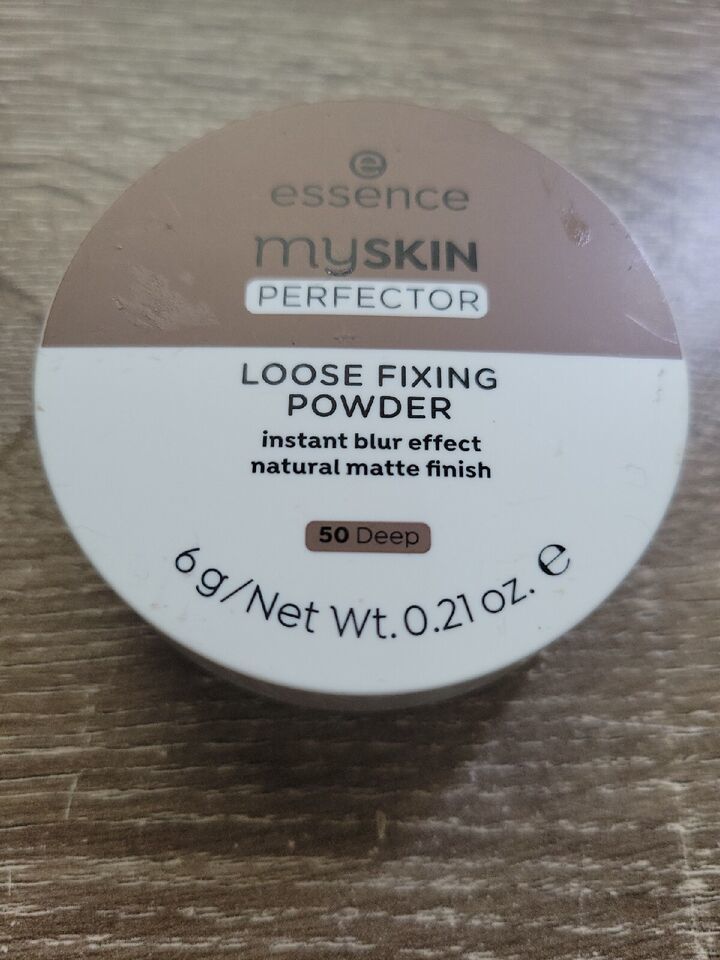 e
essence
mySKIN
PERFECTOR
LOOSE FIXING
POWDER
instant blur effect
natural matte finish
50 Deep
6 g/Net Wt. 0.21 oz. ℮